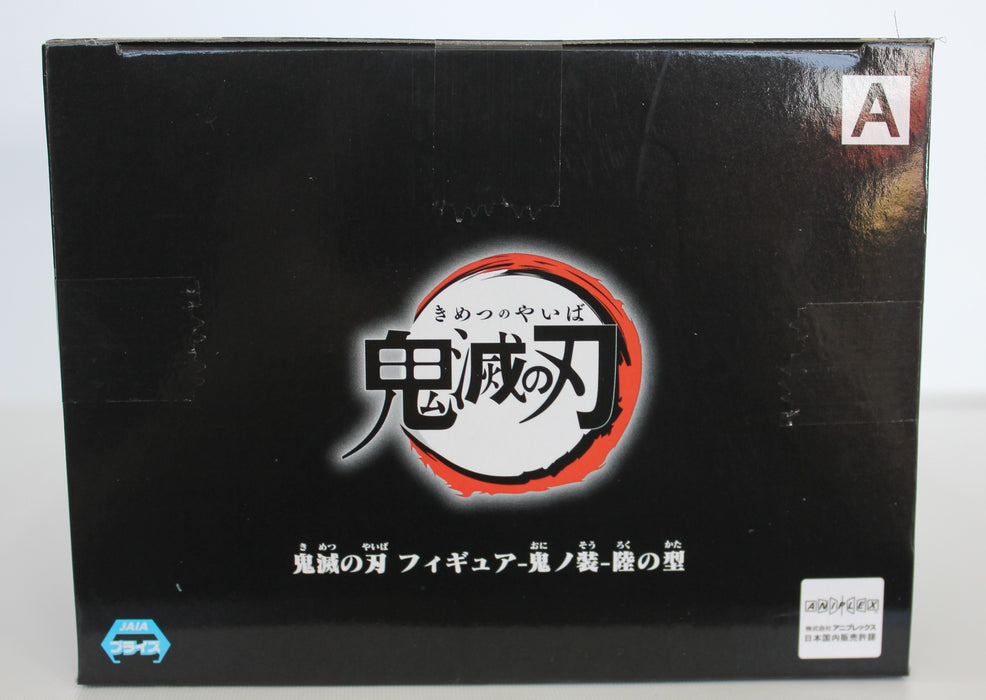 A
きめつのやいば
鬼滅の刃
き めつ やいば おに そう ろく かた
鬼滅の刃 フィギュア-鬼ノ装-陸の型
JAIA
プライズ
ANIPLEX
株式会社 アニプレックス
日本国内販売許諾